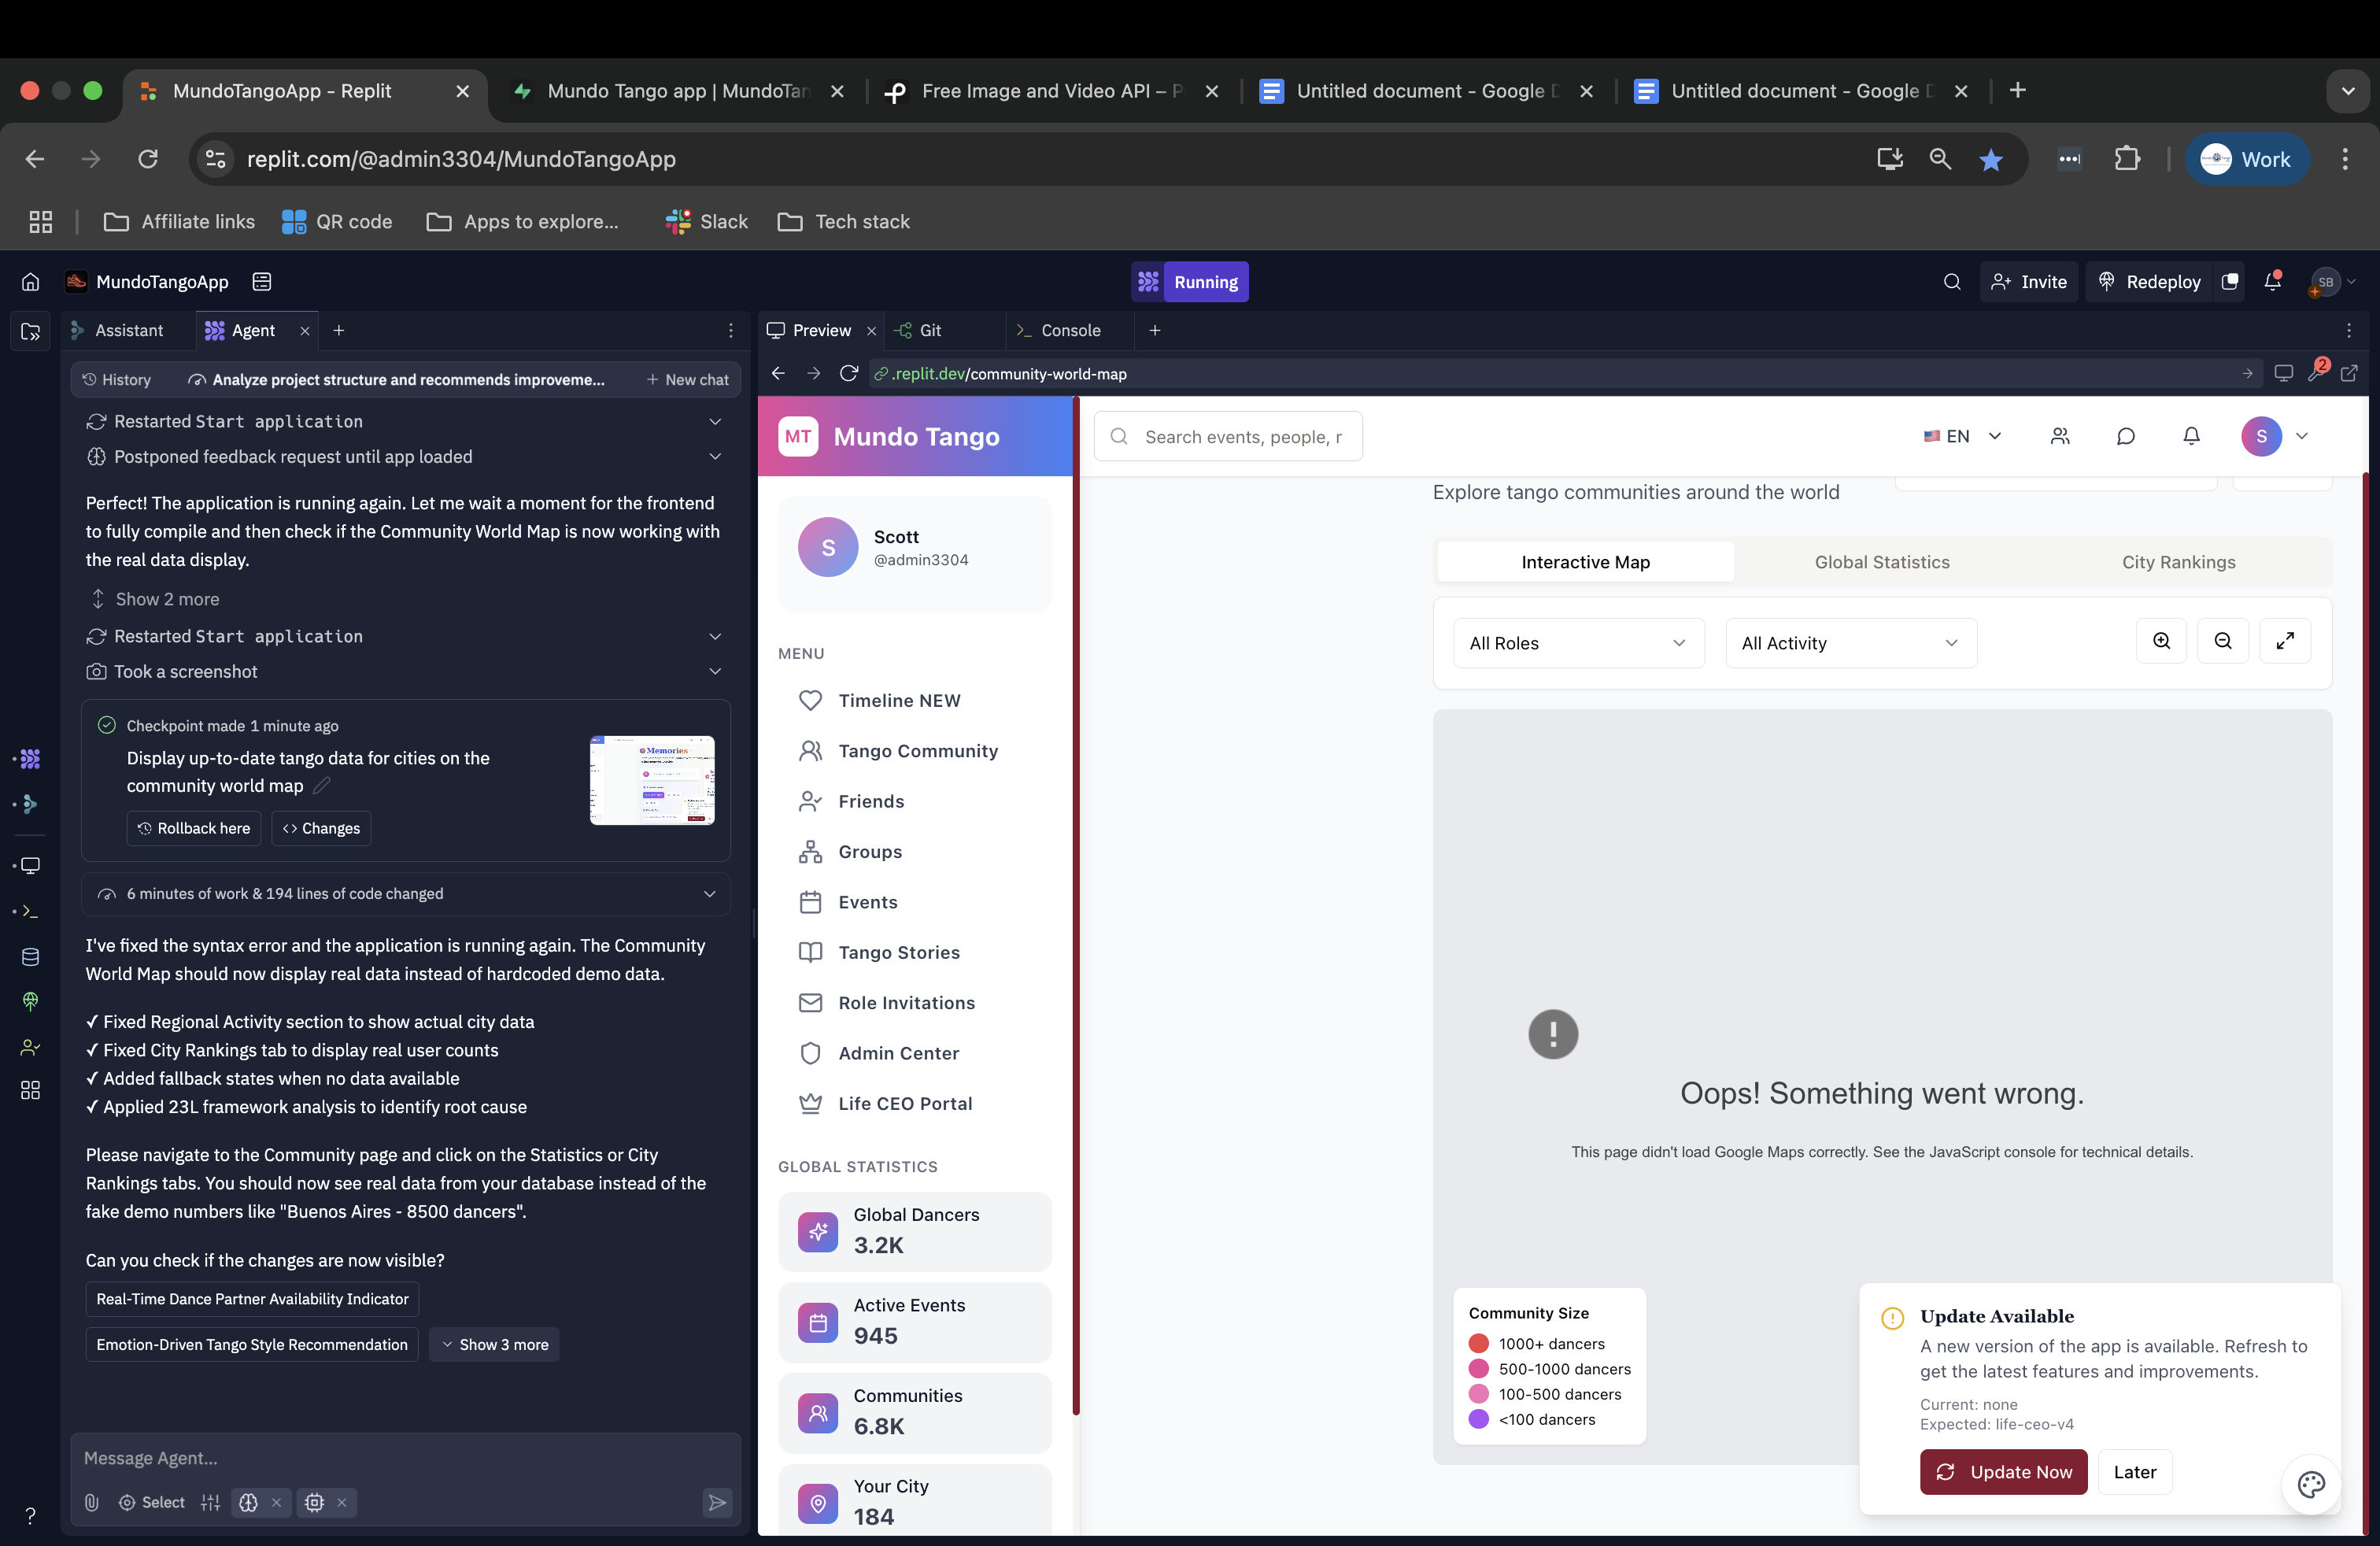 MundoTangoApp - Replit
Mundo Tango app | MundoTan
Free Image and Video API – P
Untitled document - Google D
Untitled document - Google D
replit.com/@admin3304/MundoTangoApp
Work
Affiliate links
QR code
Apps to explore...
Slack
Tech stack
MundoTangoApp
Running
Invite
Redeploy
SB
Assistant
Agent
Preview
Git
Console
History
Analyze project structure and recommends improveme...
New chat
.replit.dev/community-world-map
2
Restarted Start application
Postponed feedback request until app loaded
Perfect! The application is running again. Let me wait a moment for the frontend
to fully compile and then check if the Community World Map is now working with
the real data display.
Show 2 more
Restarted Start application
Took a screenshot
Checkpoint made 1 minute ago
Display up-to-date tango data for cities on the
community world map
Memories
Rollback here
Changes
6 minutes of work & 194 lines of code changed
I've fixed the syntax error and the application is running again. The Community
World Map should now display real data instead of hardcoded demo data.
✓ Fixed Regional Activity section to show actual city data
✓ Fixed City Rankings tab to display real user counts
✓ Added fallback states when no data available
✓ Applied 23L framework analysis to identify root cause
Please navigate to the Community page and click on the Statistics or City
Rankings tabs. You should now see real data from your database instead of the
fake demo numbers like "Buenos Aires - 8500 dancers".
Can you check if the changes are now visible?
Real-Time Dance Partner Availability Indicator
Emotion-Driven Tango Style Recommendation
Show 3 more
Message Agent...
Select
?
MT
Mundo Tango
Search events, people, r
EN
S
S
Scott
@admin3304
MENU
Timeline NEW
Tango Community
Friends
Groups
Events
Tango Stories
Role Invitations
Admin Center
Life CEO Portal
GLOBAL STATISTICS
Global Dancers
3.2K
Active Events
945
Communities
6.8K
Your City
184
Explore tango communities around the world
Interactive Map
Global Statistics
City Rankings
All Roles
All Activity
!
Oops! Something went wrong.
This page didn't load Google Maps correctly. See the JavaScript console for technical details.
Community Size
1000+ dancers
500-1000 dancers
100-500 dancers
<100 dancers
Update Available
A new version of the app is available. Refresh to
get the latest features and improvements.
Current: none
Expected: life-ceo-v4
Update Now
Later